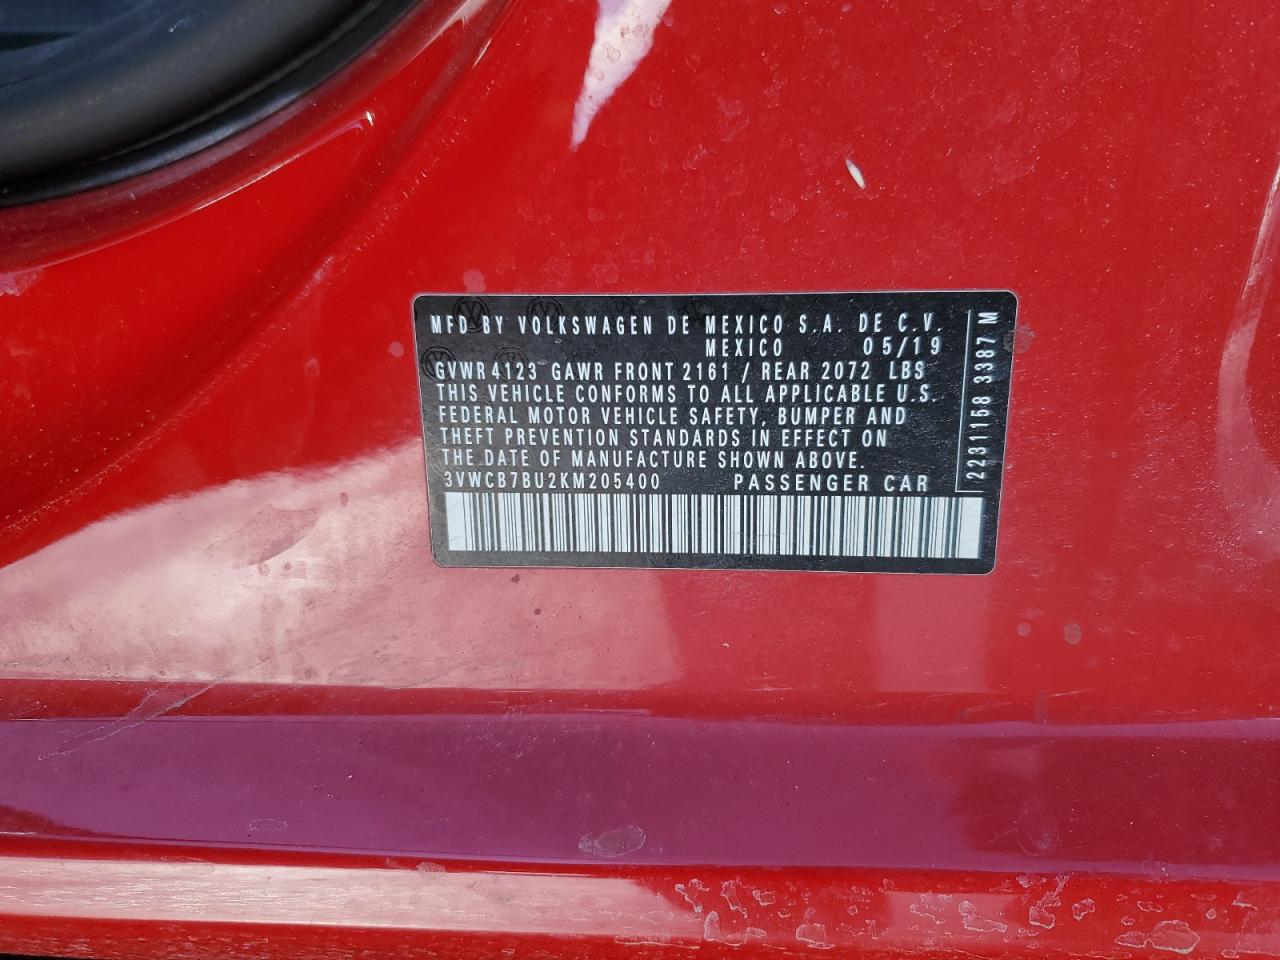 MFD BY VOLKSWAGEN DE MEXICO S.A. DE C.V.
MEXICO 05/19
GVWR 4123 GAWR FRONT 2161 / REAR 2072 LBS
THIS VEHICLE CONFORMS TO ALL APPLICABLE U.S.
FEDERAL MOTOR VEHICLE SAFETY, BUMPER AND
THEFT PREVENTION STANDARDS IN EFFECT ON
THE DATE OF MANUFACTURE SHOWN ABOVE.
3VWCB7BU2KM205400 PASSENGER CAR
2231158 3387 M